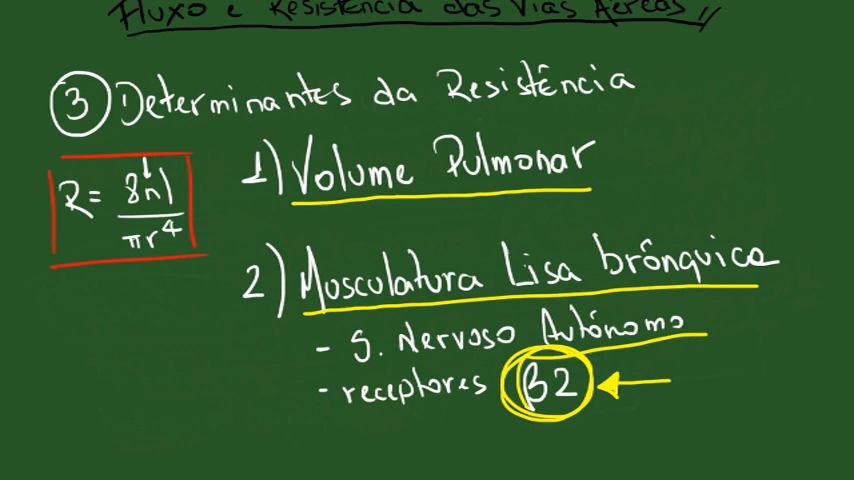 Fluxo e Resistência das Vias Aéreas
3 Determinantes da Resistência
R = 8nl / πr⁴
1) Volume Pulmonar
2) Musculatura Lisa brônquica
- S. Nervoso Autônomo
- receptores β2